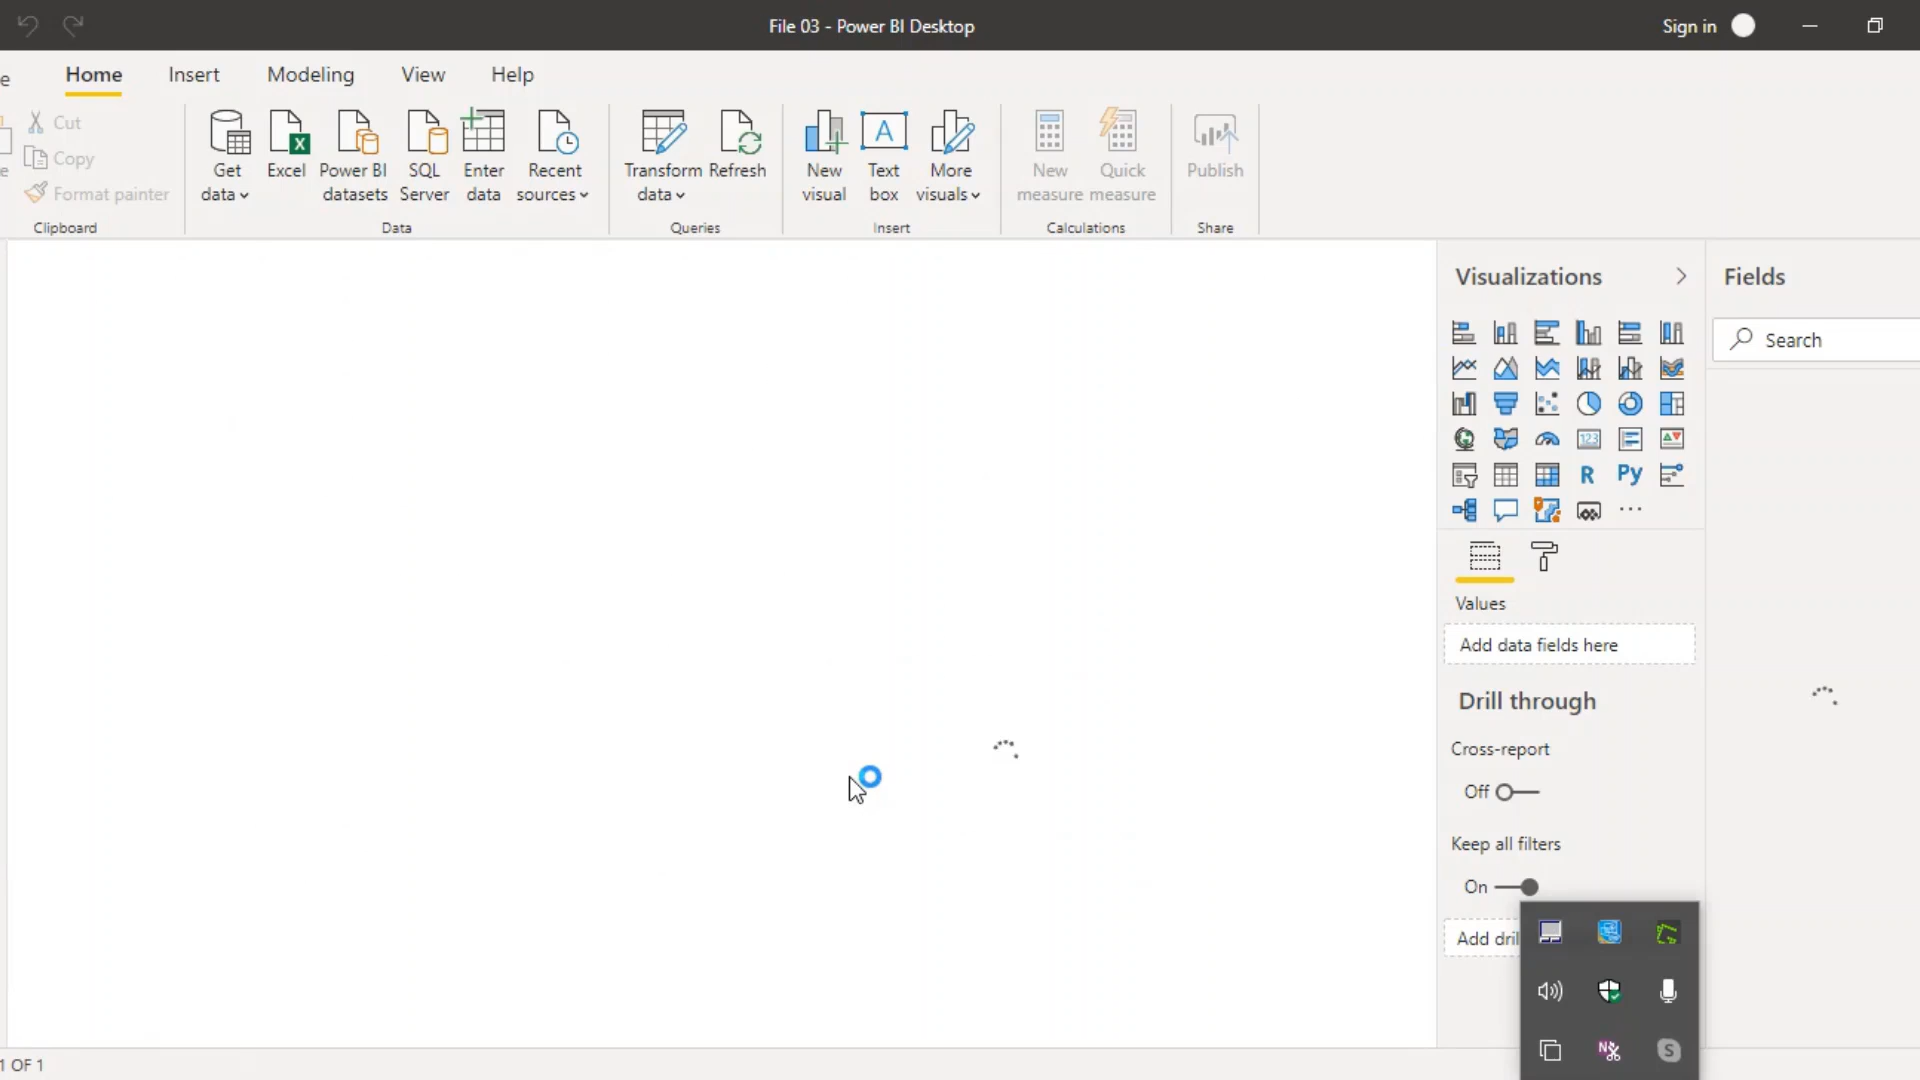 File 03 - Power BI Desktop
Sign in
e
Home Insert Modeling View Help
Cut
Copy
Format painter
Clipboard
Get data
Excel
Power BI datasets
SQL Server
Enter data
Recent sources
Data
Transform data
Refresh
Queries
New visual
Text box
More visuals
Insert
New measure
Quick measure
Calculations
Publish
Share
Visualizations
Fields
Search
123
R
Py
Values
Add data fields here
Drill through
Cross-report
Off
Keep all filters
On
Add dril
1 OF 1